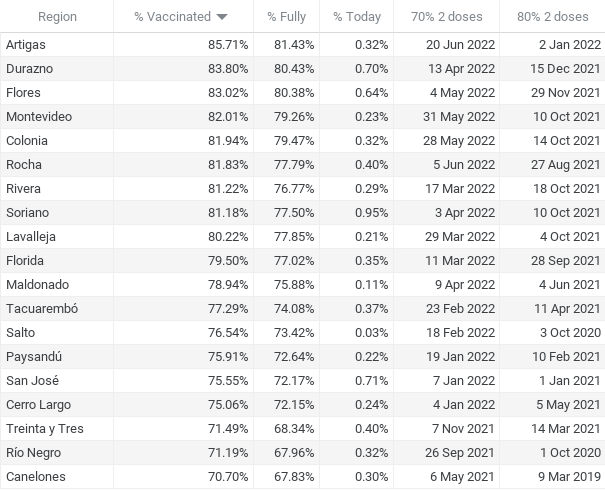 Region % Vaccinated % Fully % Today 70% 2 doses 80% 2 doses
Artigas 85.71% 81.43% 0.32% 20 Jun 2022 2 Jan 2022
Durazno 83.80% 80.43% 0.70% 13 Apr 2022 15 Dec 2021
Flores 83.02% 80.38% 0.64% 4 May 2022 29 Nov 2021
Montevideo 82.01% 79.26% 0.23% 31 May 2022 10 Oct 2021
Colonia 81.94% 79.47% 0.32% 28 May 2022 14 Oct 2021
Rocha 81.83% 77.79% 0.40% 5 Jun 2022 27 Aug 2021
Rivera 81.22% 76.77% 0.29% 17 Mar 2022 18 Oct 2021
Soriano 81.18% 77.50% 0.95% 3 Apr 2022 10 Oct 2021
Lavalleja 80.22% 77.85% 0.21% 29 Mar 2022 4 Oct 2021
Florida 79.50% 77.02% 0.35% 11 Mar 2022 28 Sep 2021
Maldonado 78.94% 75.88% 0.11% 9 Apr 2022 4 Jun 2021
Tacuarembó 77.29% 74.08% 0.37% 23 Feb 2022 11 Apr 2021
Salto 76.54% 73.42% 0.03% 18 Feb 2022 3 Oct 2020
Paysandú 75.91% 72.64% 0.22% 19 Jan 2022 10 Feb 2021
San José 75.55% 72.17% 0.71% 7 Jan 2022 1 Jan 2021
Cerro Largo 75.06% 72.15% 0.24% 4 Jan 2022 5 May 2021
Treinta y Tres 71.49% 68.34% 0.40% 7 Nov 2021 14 Mar 2021
Río Negro 71.19% 67.96% 0.32% 26 Sep 2021 1 Oct 2020
Canelones 70.70% 67.83% 0.30% 6 May 2021 9 Mar 2019